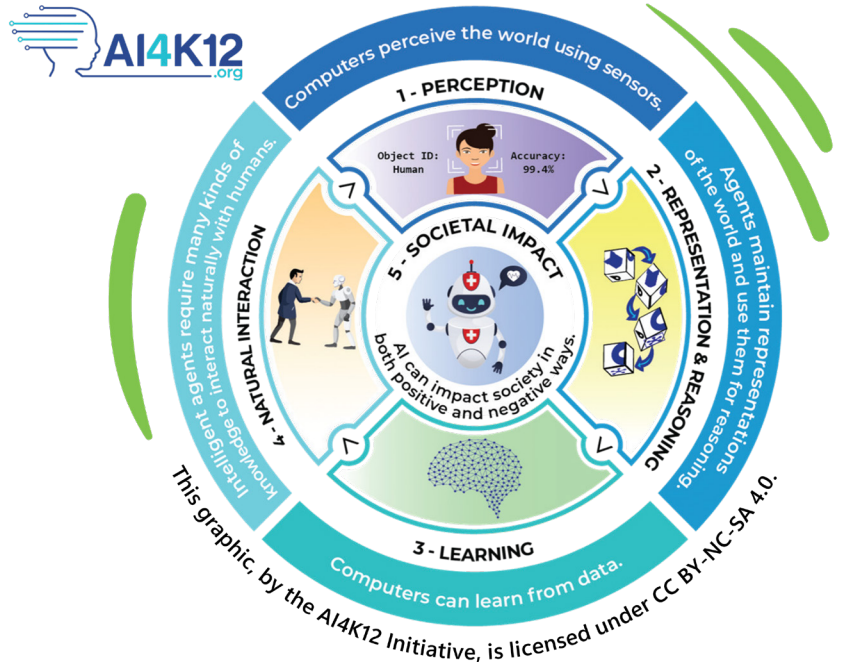 AI4K12
.org
Computers perceive the world using sensors.
1 - PERCEPTION
Object ID:
Human
Accuracy:
99.4%
2 - REPRESENTATION & REASONING
Agents maintain representations
of the world and use them for reasoning.
3 - LEARNING
Computers can learn from data.
4 - NATURAL INTERACTION
Intelligent agents require many kinds of
knowledge to interact naturally with humans.
5 - SOCIETAL IMPACT
AI can impact society in
both positive and negative ways.
This graphic, by the AI4K12 Initiative, is licensed under CC BY-NC-SA 4.0.